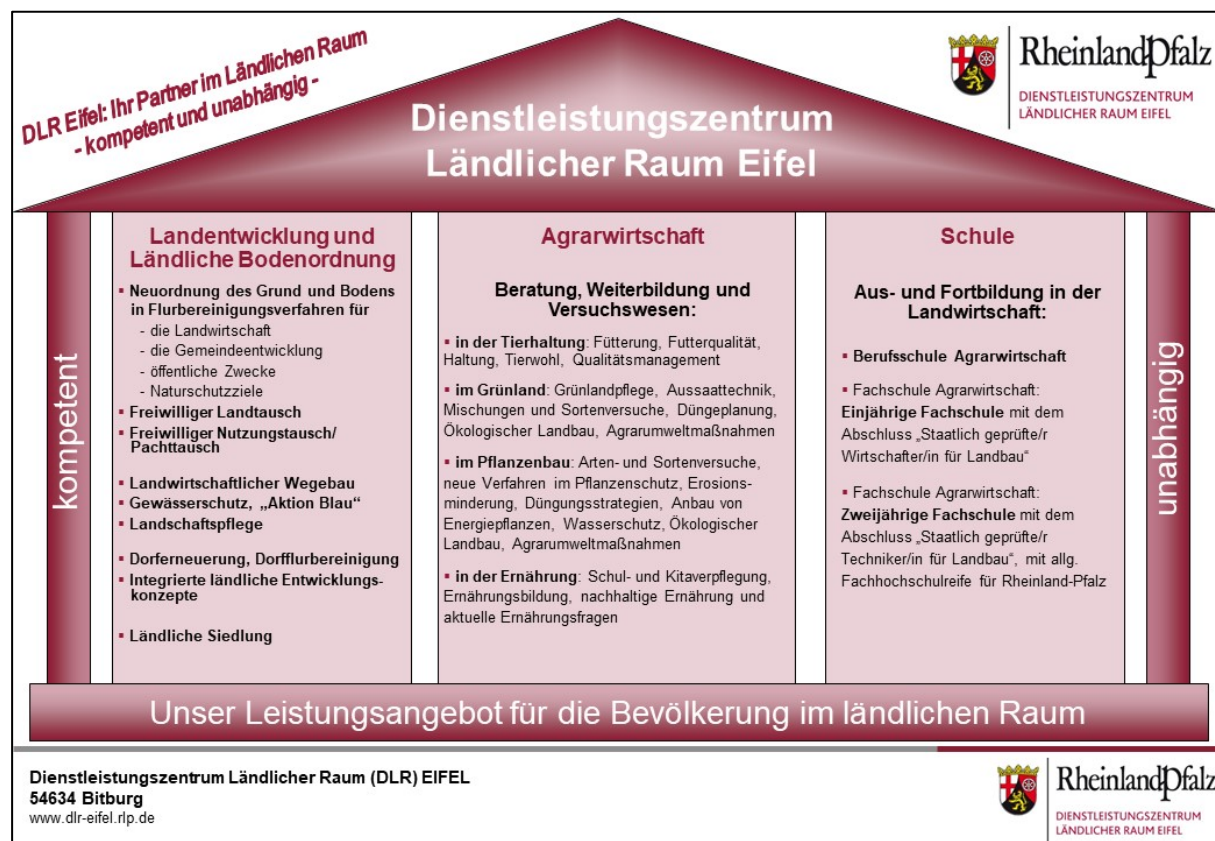 DLR Eifel: Ihr Partner im Ländlichen Raum
- kompetent und unabhängig -
Dienstleistungszentrum
Ländlicher Raum Eifel
RheinlandPfalz
DIENSTLEISTUNGSZENTRUM
LÄNDLICHER RAUM EIFEL
kompetent
Landentwicklung und
Ländliche Bodenordnung
▪ Neuordnung des Grund und Bodens
in Flurbereinigungsverfahren für
- die Landwirtschaft
- die Gemeindeentwicklung
- öffentliche Zwecke
- Naturschutzziele
▪ Freiwilliger Landtausch
▪ Freiwilliger Nutzungstausch/
Pachttausch
▪ Landwirtschaftlicher Wegebau
▪ Gewässerschutz, „Aktion Blau“
▪ Landschaftspflege
▪ Dorferneuerung, Dorfflurbereinigung
▪ Integrierte ländliche Entwicklungs-
konzepte
▪ Ländliche Siedlung
Agrarwirtschaft
Beratung, Weiterbildung und
Versuchswesen:
▪ in der Tierhaltung: Fütterung, Futterqualität,
Haltung, Tierwohl, Qualitätsmanagement
▪ im Grünland: Grünlandpflege, Aussaattechnik,
Mischungen und Sortenversuche, Düngeplanung,
Ökologischer Landbau, Agrarumweltmaßnahmen
▪ im Pflanzenbau: Arten- und Sortenversuche,
neue Verfahren im Pflanzenschutz, Erosions-
minderung, Düngungsstrategien, Anbau von
Energiepflanzen, Wasserschutz, Ökologischer
Landbau, Agrarumweltmaßnahmen
▪ in der Ernährung: Schul- und Kitaverpflegung,
Ernährungsbildung, nachhaltige Ernährung und
aktuelle Ernährungsfragen
Schule
Aus- und Fortbildung in der
Landwirtschaft:
▪ Berufsschule Agrarwirtschaft
▪ Fachschule Agrarwirtschaft:
Einjährige Fachschule mit dem
Abschluss „Staatlich geprüfte/r
Wirtschafter/in für Landbau“
▪ Fachschule Agrarwirtschaft:
Zweijährige Fachschule mit dem
Abschluss „Staatlich geprüfte/r
Techniker/in für Landbau“, mit allg.
Fachhochschulreife für Rheinland-Pfalz
unabhängig
Unser Leistungsangebot für die Bevölkerung im ländlichen Raum
Dienstleistungszentrum Ländlicher Raum (DLR) EIFEL
54634 Bitburg
www.dlr-eifel.rlp.de
RheinlandPfalz
DIENSTLEISTUNGSZENTRUM
LÄNDLICHER RAUM EIFEL